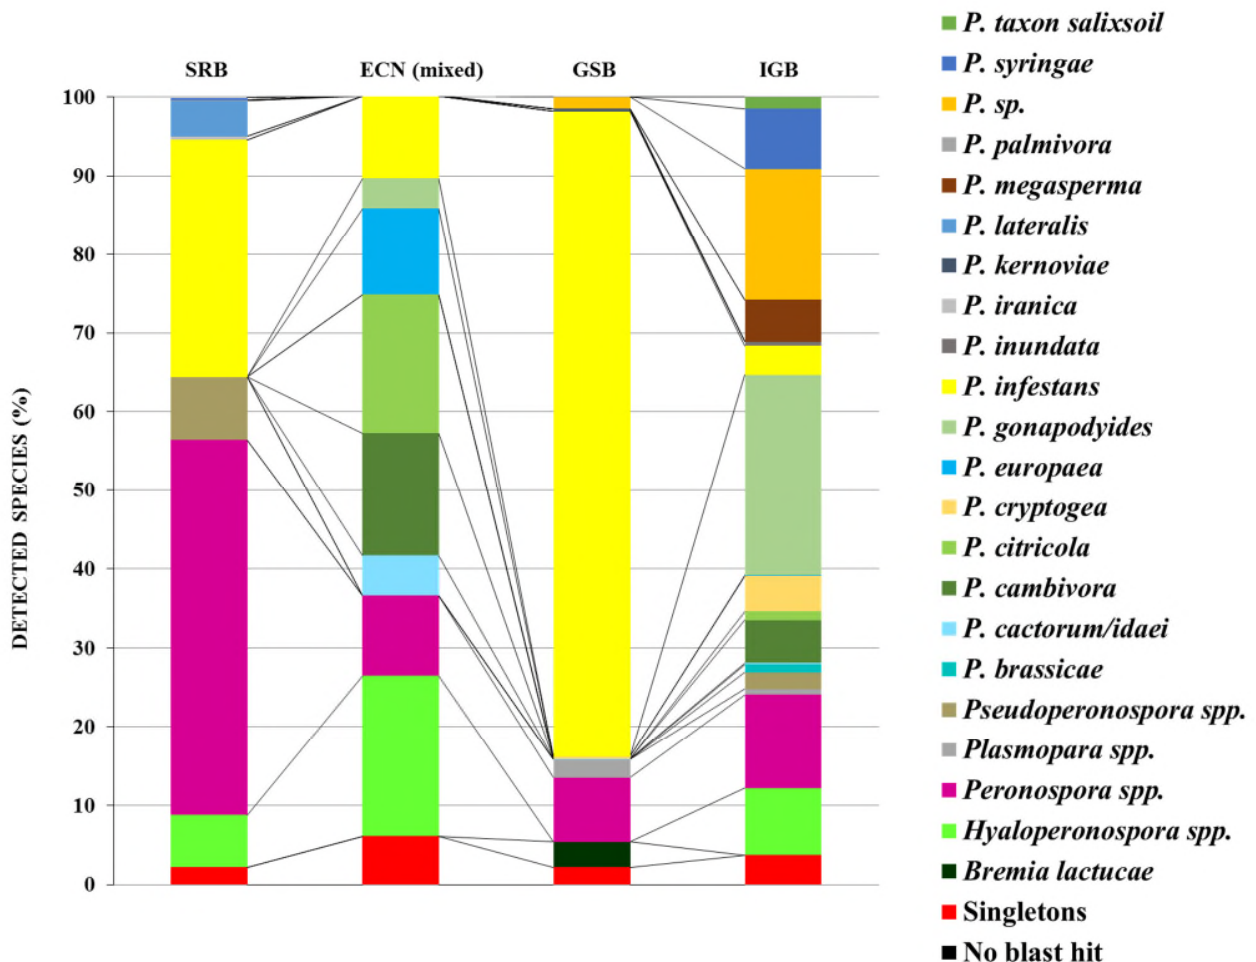 SRB ECN (mixed) GSB IGB
100
90
80
70
60
50
40
30
20
10
0
DETECTED SPECIES (%)
P. taxon salixsoil
P. syringae
P. sp.
P. palmivora
P. megasperma
P. lateralis
P. kernoviae
P. iranica
P. inundata
P. infestans
P. gonapodyides
P. europaea
P. cryptogea
P. citricola
P. cambivora
P. cactorum/idaei
P. brassicae
Pseudoperonospora spp.
Plasmopara spp.
Peronospora spp.
Hyaloperonospora spp.
Bremia lactucae
Singletons
No blast hit